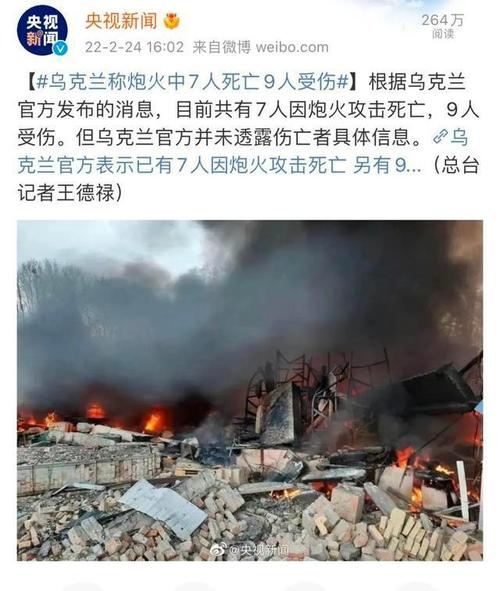 央视新闻
央视新闻
264万
阅读
22-2-24 16:02 来自微博 weibo.com
【#乌克兰称炮火中7人死亡9人受伤#】根据乌克兰
官方发布的消息，目前共有7人因炮火攻击死亡，9人
受伤。但乌克兰官方并未透露伤亡者具体信息。乌
克兰官方表示已有7人因炮火攻击死亡 另有9...（总台
记者王德禄）
@央视新闻